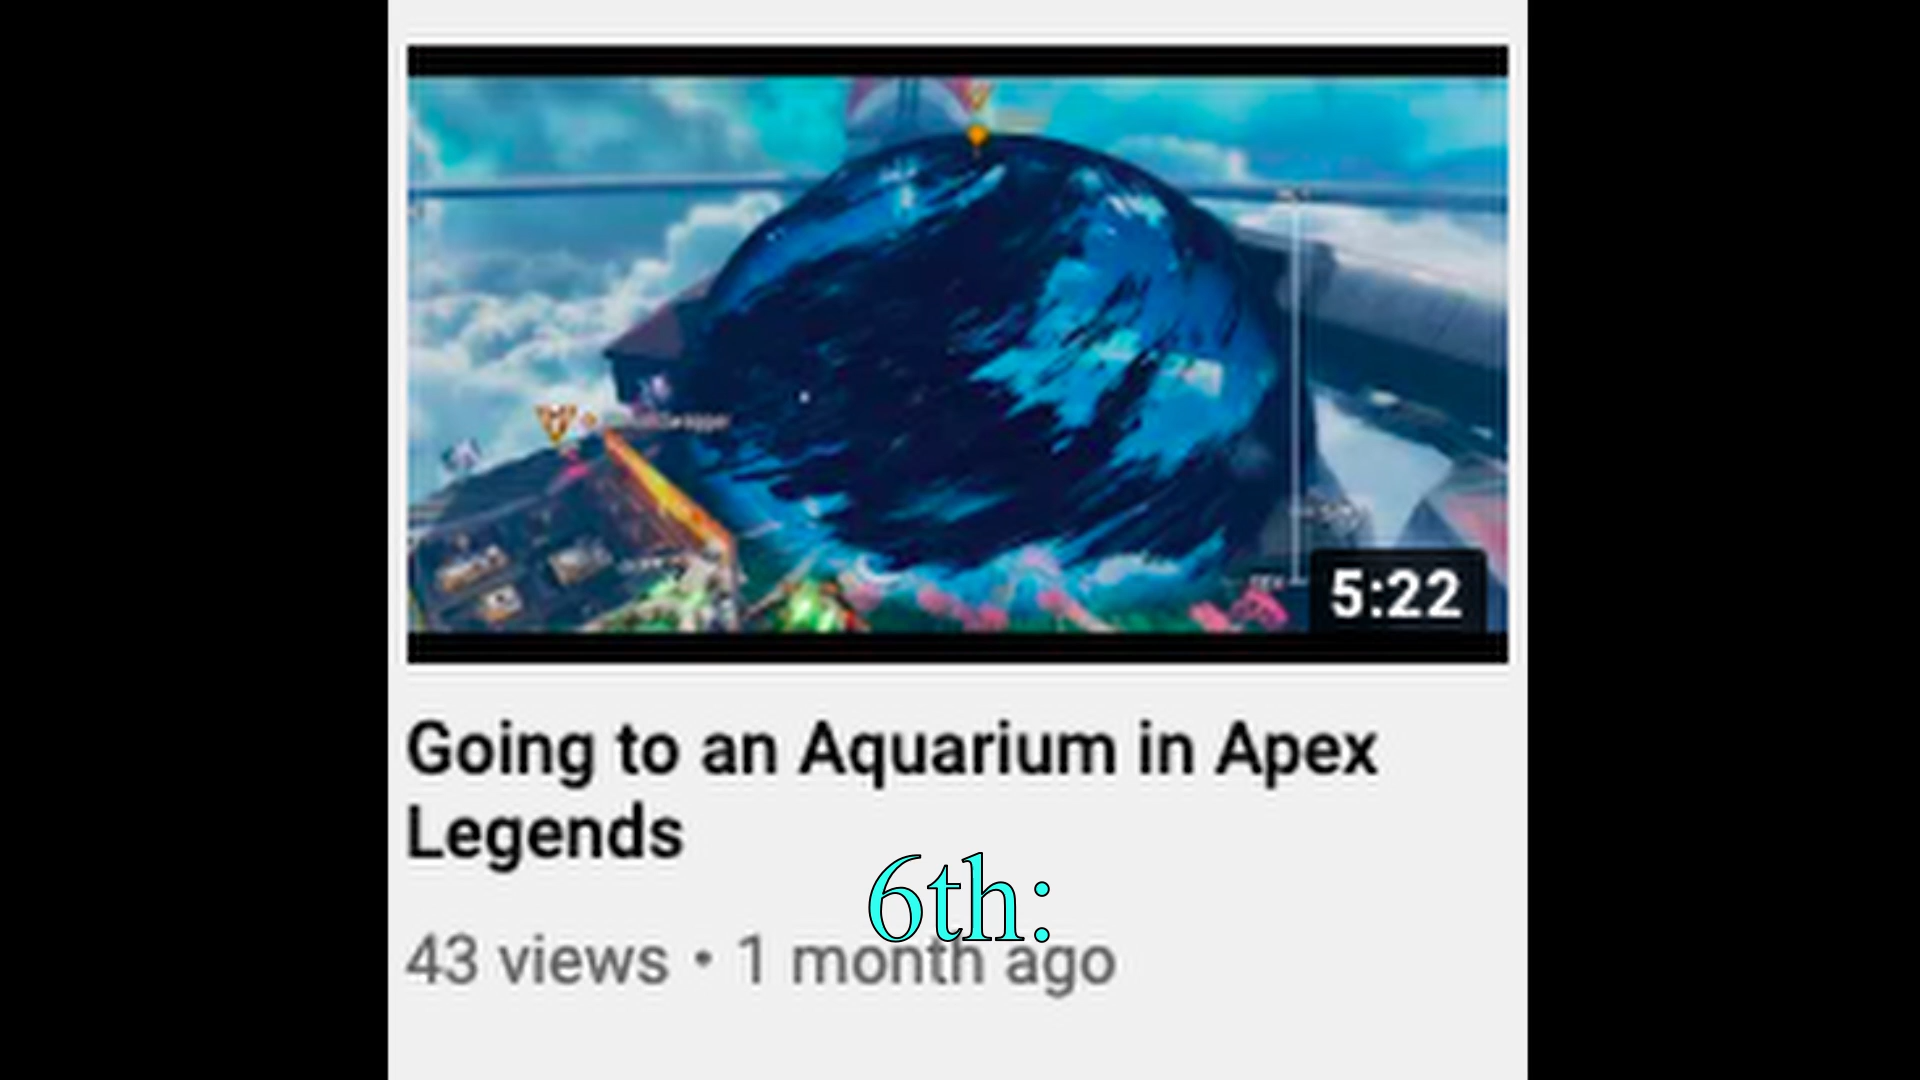 5:22
Going to an Aquarium in Apex
Legends
6th:
43 views • 1 month ago